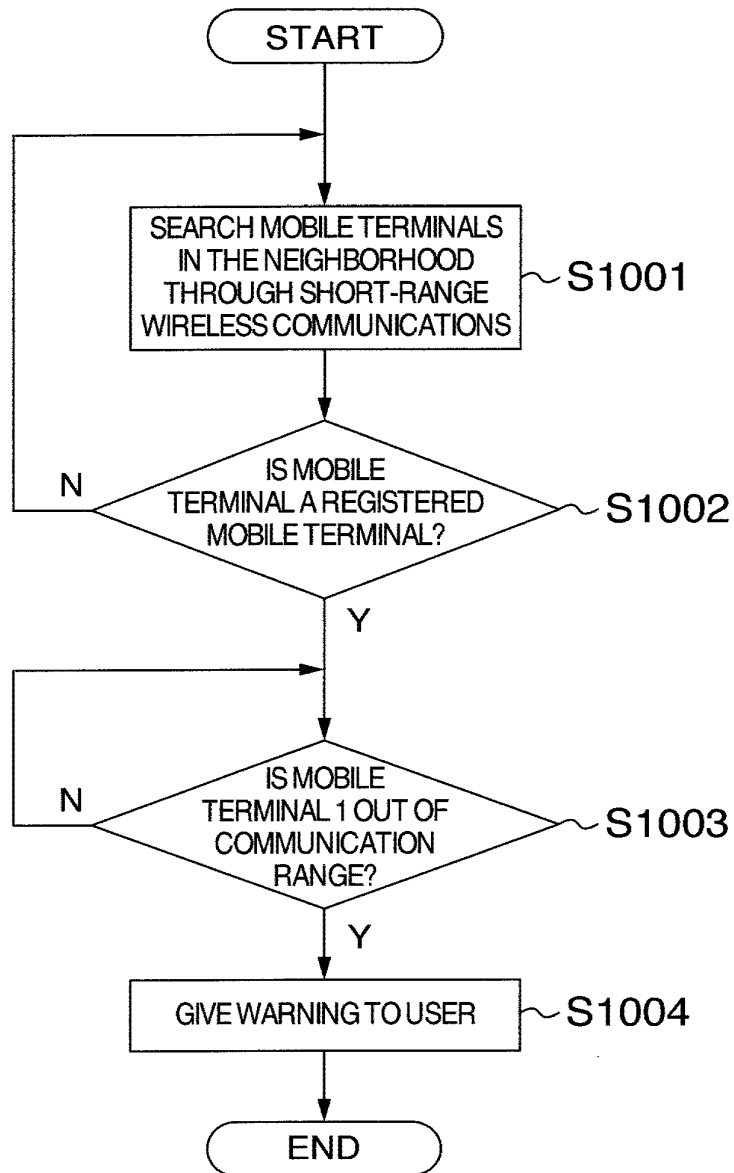 START
SEARCH MOBILE TERMINALS
IN THE NEIGHBORHOOD
THROUGH SHORT-RANGE
WIRELESS COMMUNICATIONS
S1001
N
IS MOBILE
TERMINAL A REGISTERED
MOBILE TERMINAL?
S1002
Y
N
IS MOBILE
TERMINAL 1 OUT OF
COMMUNICATION
RANGE?
S1003
Y
GIVE WARNING TO USER
S1004
END